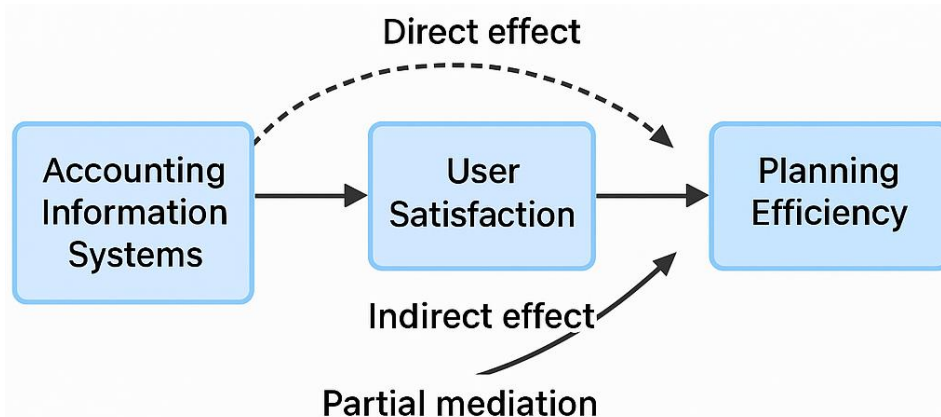 Direct effect
Accounting
Information
Systems
User
Satisfaction
Planning
Efficiency
Indirect effect
Partial mediation